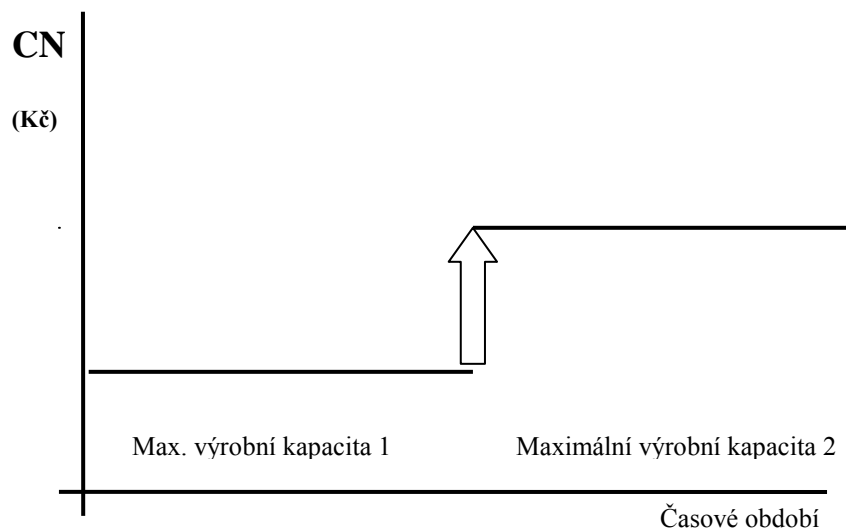 CN
(Kč)
Max. výrobní kapacita 1
Maximální výrobní kapacita 2
Časové období